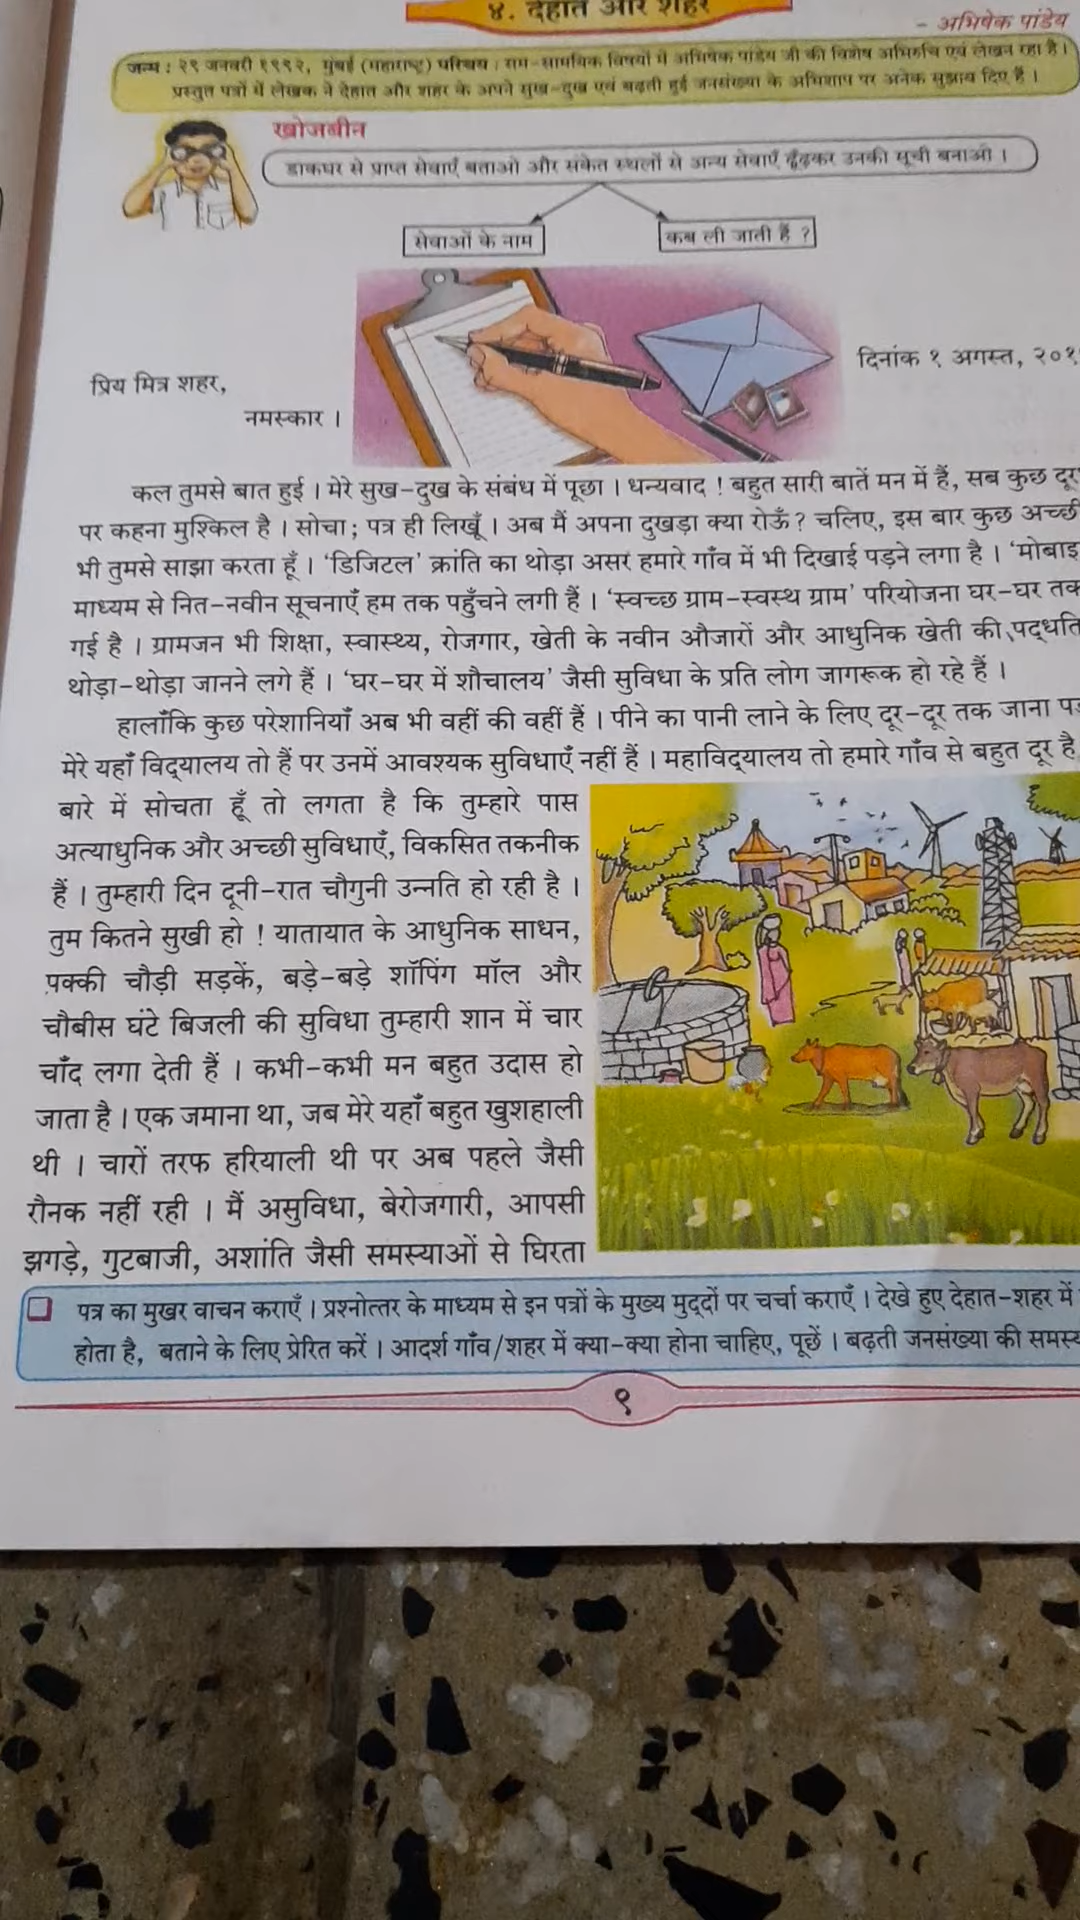 ४. देहात और शहर
- अभिषेक पांडेय
जन्म : २९ जनवरी १९९२, मुंबई (महाराष्ट्र) परिचय : सम-सामयिक विषयों में अभिषेक पांडेय जी की विशेष अभिरुचि एवं लेखन रहा है ।
प्रस्तुत पत्रों में लेखक ने देहात और शहर के अपने सुख-दुख एवं बढ़ती हुई जनसंख्या के अभिशाप पर अनेक सुझाव दिए हैं ।
खोजबीन
डाकघर से प्राप्त सेवाएँ बताओ और संकेत स्थलों से अन्य सेवाएँ ढूँढ़कर उनकी सूची बनाओ ।
सेवाओं के नाम
कब ली जाती हैं ?
दिनांक १ अगस्त,
प्रिय मित्र शहर,
नमस्कार ।
कल तुमसे बात हुई । मेरे सुख-दुख के संबंध में पूछा । धन्यवाद ! बहुत सारी बातें मन में हैं, सब कुछ
पर कहना मुश्किल है । सोचा; पत्र ही लिखूँ । अब मैं अपना दुखड़ा क्या रोऊँ? चलिए, इस बार कुछ अच्छी
भी तुमसे साझा करता हूँ । ‘डिजिटल’ क्रांति का थोड़ा असर हमारे गाँव में भी दिखाई पड़ने लगा है ।
माध्यम से नित-नवीन सूचनाएँ हम तक पहुँचने लगी हैं । ‘स्वच्छ ग्राम-स्वस्थ ग्राम’ परियोजना घर-घर तक
गई है । ग्रामजन भी शिक्षा, स्वास्थ्य, रोजगार, खेती के नवीन औजारों और आधुनिक खेती की पद्धति
थोड़ा-थोड़ा जानने लगे हैं । ‘घर-घर में शौचालय’ जैसी सुविधा के प्रति लोग जागरूक हो रहे हैं ।
हालाँकि कुछ परेशानियाँ अब भी वहीं की वहीं हैं । पीने का पानी लाने के लिए दूर-दूर तक जाना
मेरे यहाँ विद्यालय तो हैं पर उनमें आवश्यक सुविधाएँ नहीं हैं । महाविद्यालय तो हमारे गाँव से बहुत दूर है
बारे में सोचता हूँ तो लगता है कि तुम्हारे पास
अत्याधुनिक और अच्छी सुविधाएँ, विकसित तकनीक
हैं । तुम्हारी दिन दूनी-रात चौगुनी उन्नति हो रही है ।
तुम कितने सुखी हो ! यातायात के आधुनिक साधन,
पक्की चौड़ी सड़कें, बड़े-बड़े शॉपिंग मॉल और
चौबीस घंटे बिजली की सुविधा तुम्हारी शान में चार
चाँद लगा देती हैं । कभी-कभी मन बहुत उदास हो
जाता है । एक जमाना था, जब मेरे यहाँ बहुत खुशहाली
थी । चारों तरफ हरियाली थी पर अब पहले जैसी
रौनक नहीं रही । मैं असुविधा, बेरोजगारी, आपसी
झगड़े, गुटबाजी, अशांति जैसी समस्याओं से घिरता
पत्र का मुखर वाचन कराएँ । प्रश्नोत्तर के माध्यम से इन पत्रों के मुख्य मुद्दों पर चर्चा कराएँ । देखे हुए देहात-शहर में
होता है, बताने के लिए प्रेरित करें । आदर्श गाँव/शहर में क्या-क्या होना चाहिए, पूछें । बढ़ती जनसंख्या की
९